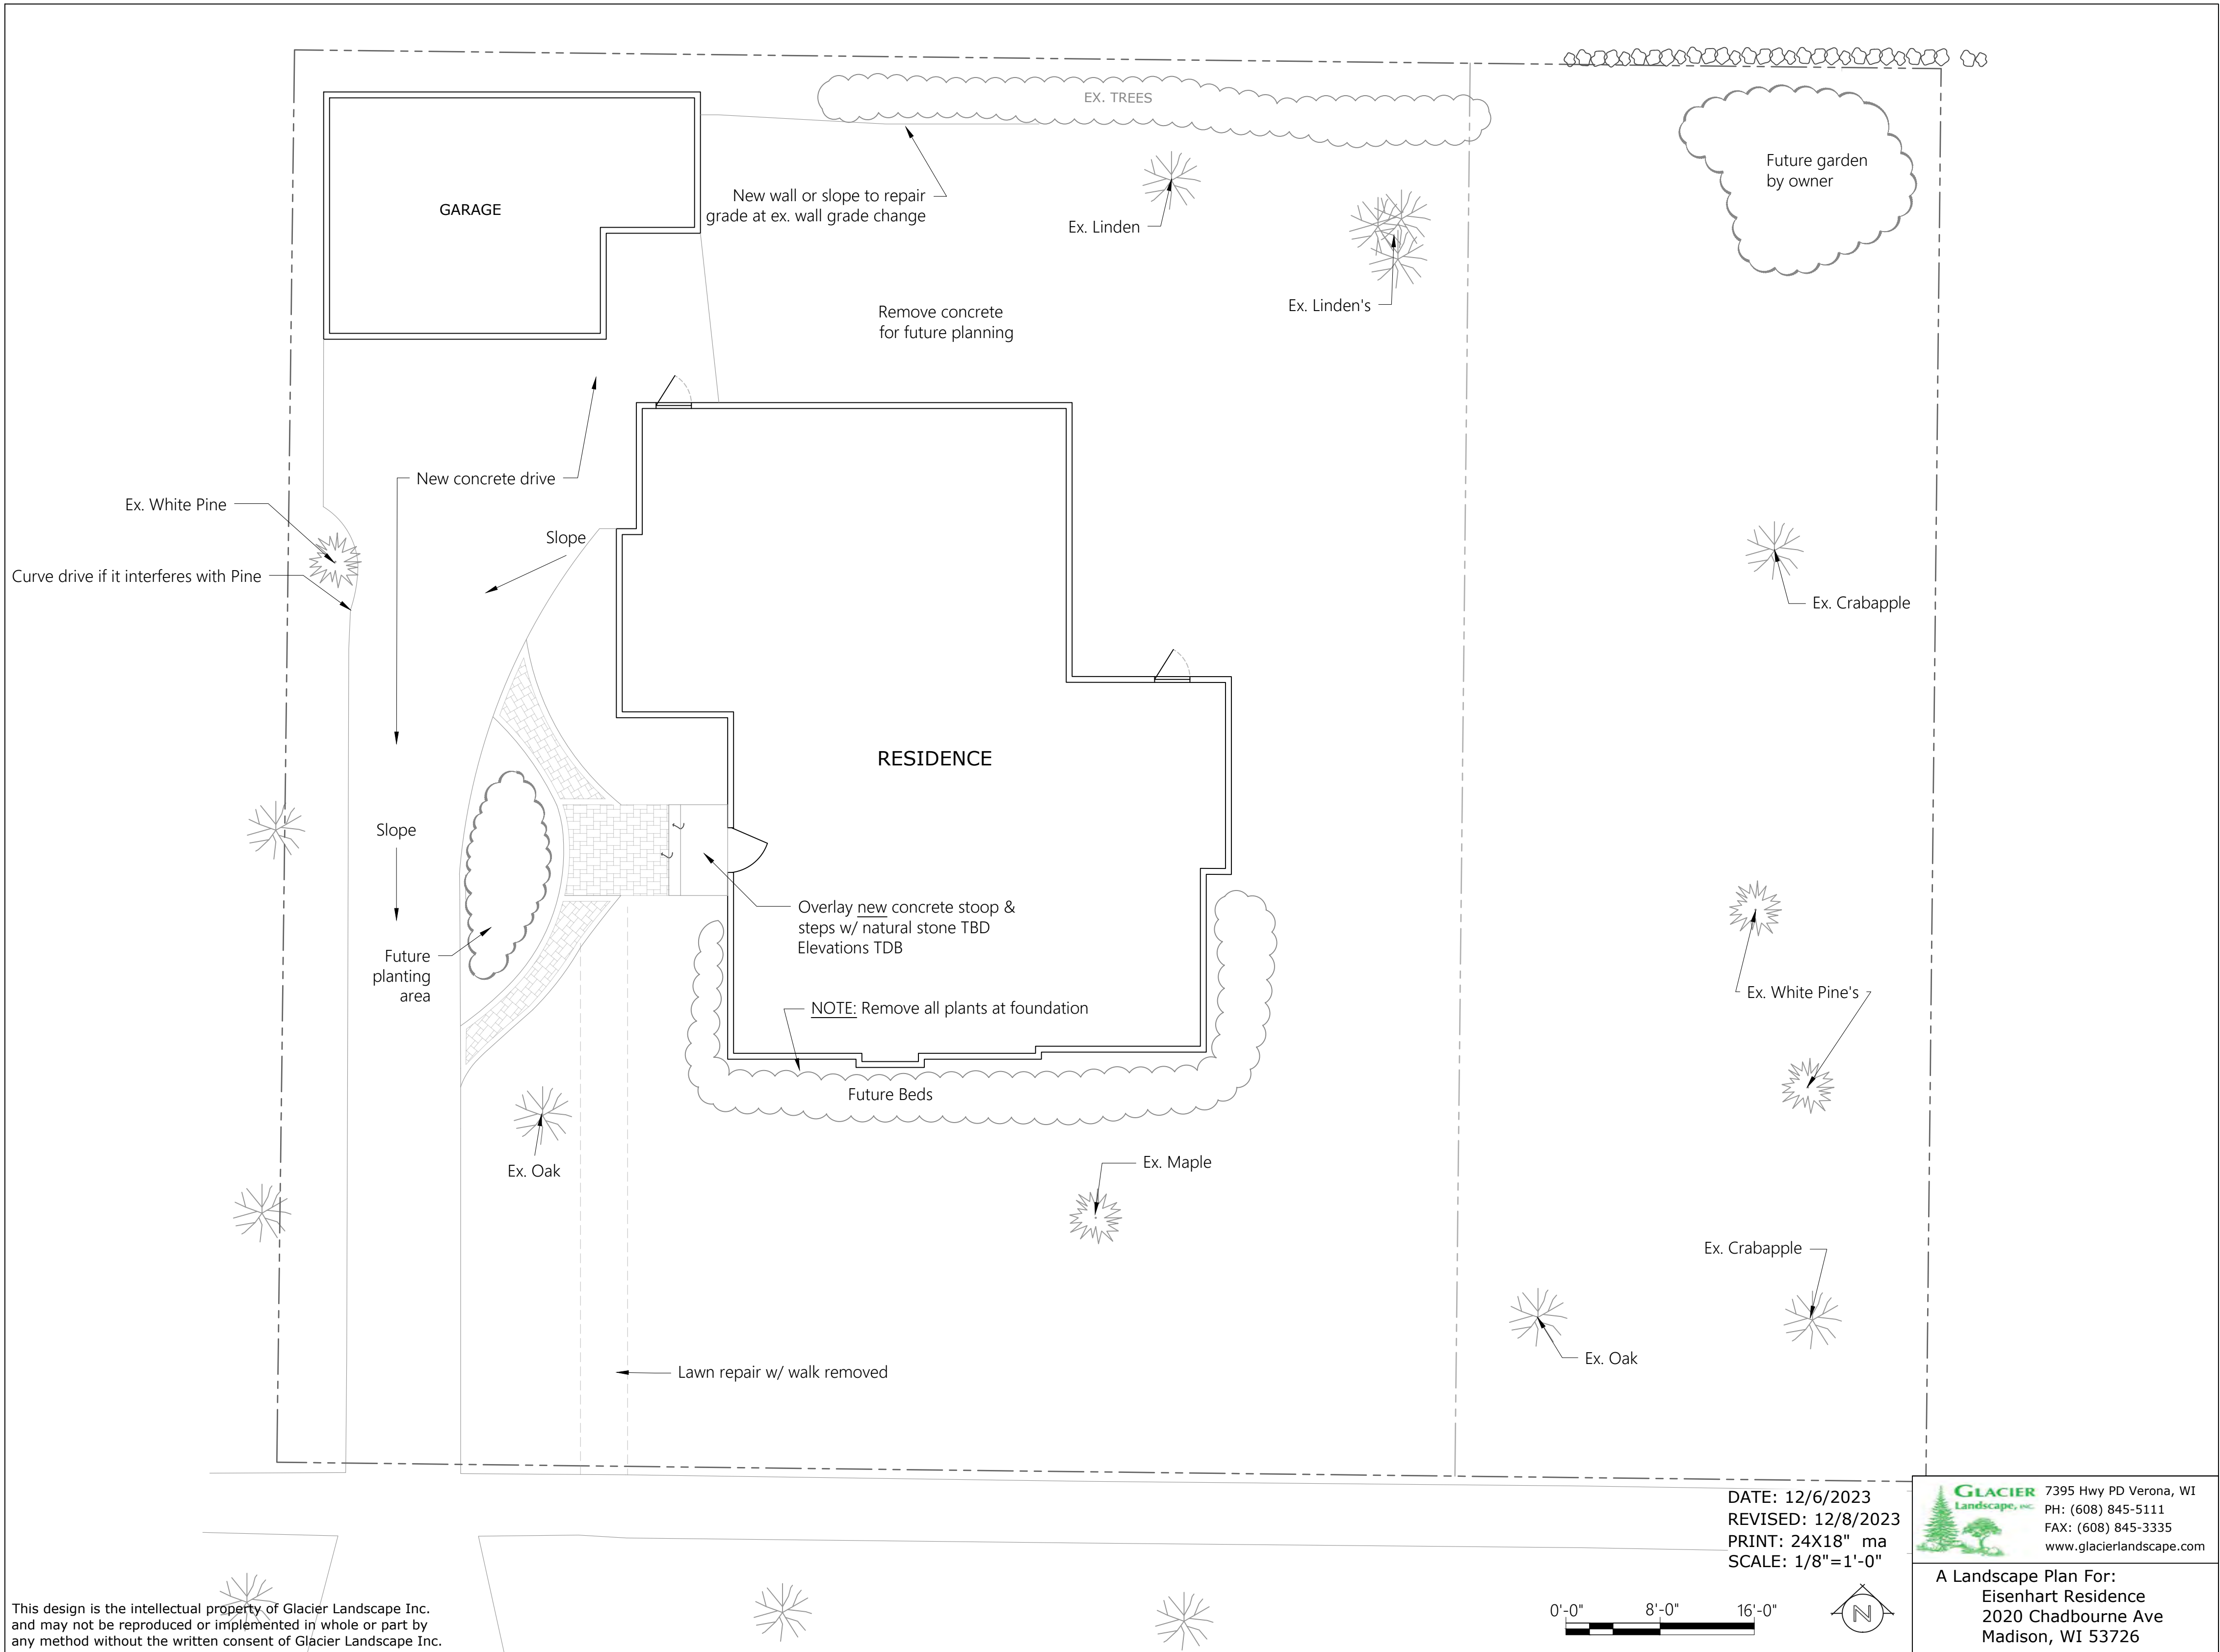 EX. TREES
Future garden
by owner
GARAGE
New wall or slope to repair
grade at ex. wall grade change
Ex. Linden
Ex. Linden's
Remove concrete
for future planning
New concrete drive
Ex. White Pine
Slope
Curve drive if it interferes with Pine
Ex. Crabapple
RESIDENCE
Slope
Overlay new concrete stoop &
steps w/ natural stone TBD
Elevations TDB
Future
planting
area
Ex. White Pine's
NOTE: Remove all plants at foundation
Future Beds
Ex. Oak
Ex. Maple
Ex. Crabapple
Ex. Oak
Lawn repair w/ walk removed
DATE: 12/6/2023
REVISED: 12/8/2023
PRINT: 24X18" ma
SCALE: 1/8"=1'-0"
GLACIER
Landscape, INC.
7395 Hwy PD Verona, WI
PH: (608) 845-5111
FAX: (608) 845-3335
www.glacierlandscape.com
A Landscape Plan For:
Eisenhart Residence
2020 Chadbourne Ave
Madison, WI 53726
0'-0" 8'-0" 16'-0"
N
This design is the intellectual property of Glacier Landscape Inc.
and may not be reproduced or implemented in whole or part by
any method without the written consent of Glacier Landscape Inc.